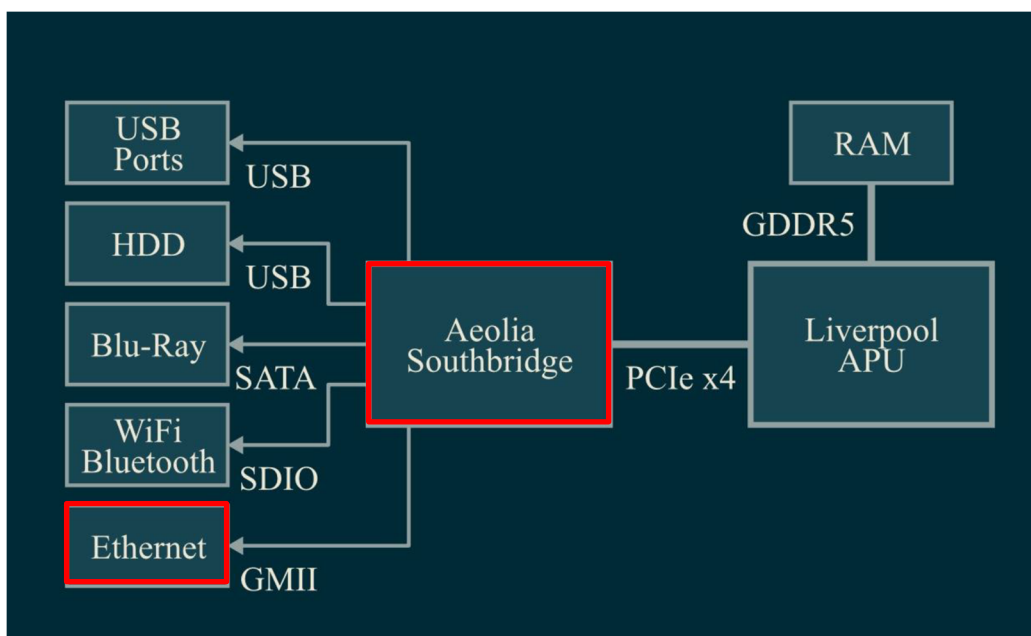 USB
Ports
USB
HDD
USB
Blu-Ray
SATA
WiFi
Bluetooth
SDIO
Ethernet
GMII
Aeolia
Southbridge
PCIe x4
RAM
GDDR5
Liverpool
APU